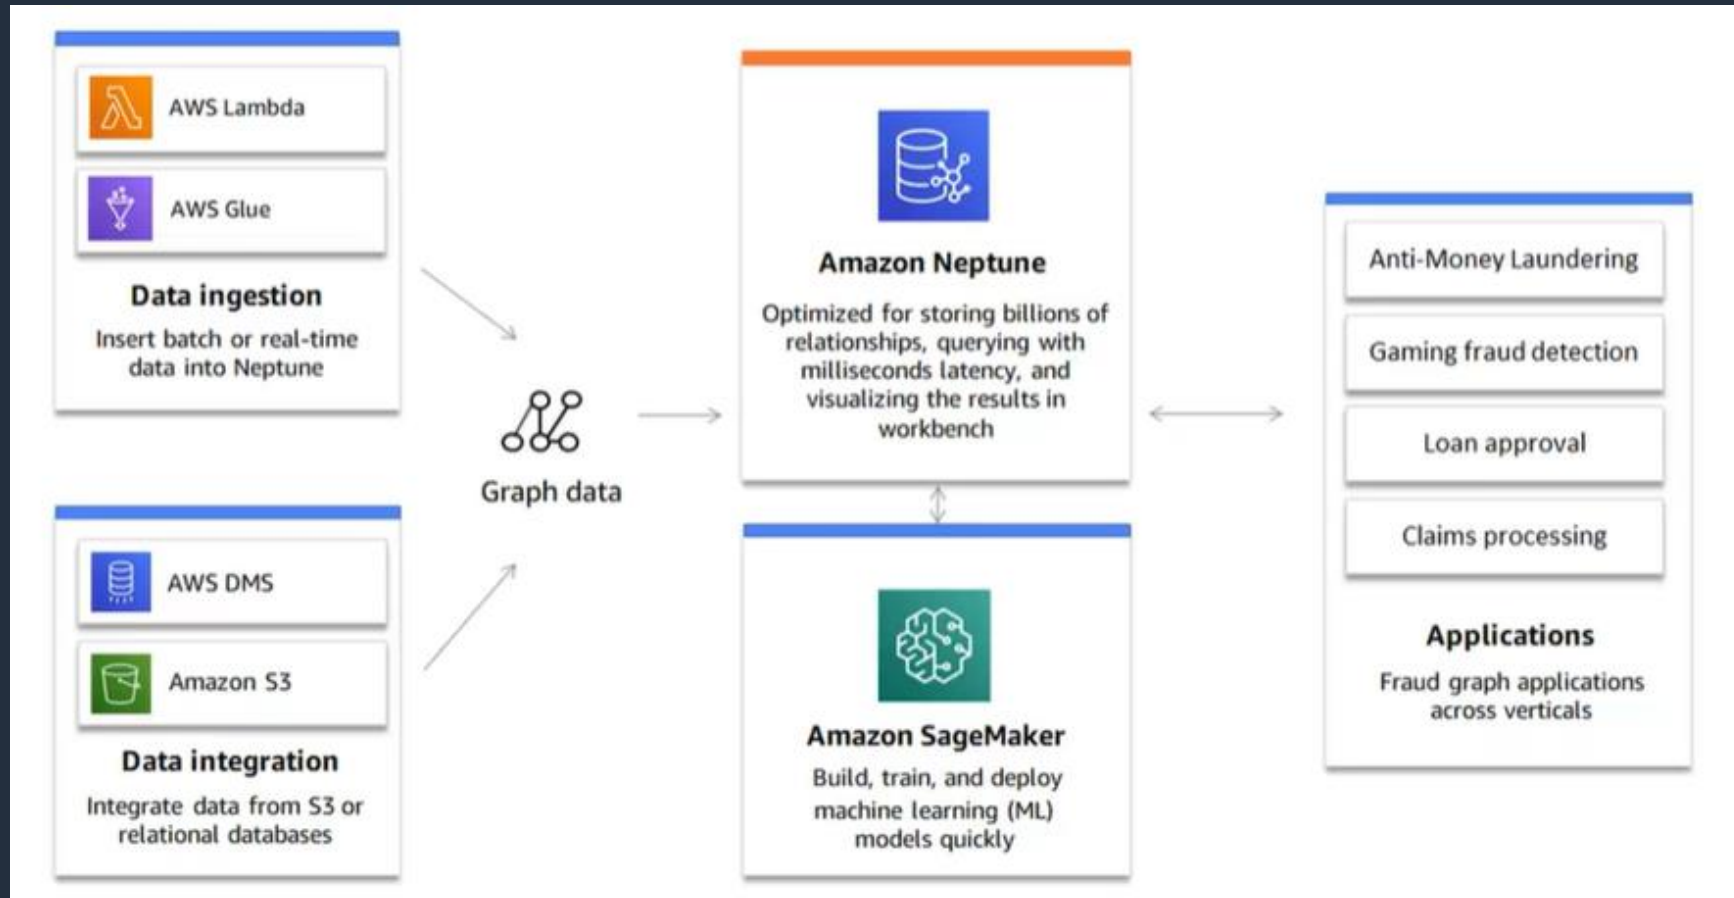 AWS Lambda
AWS Glue
Data ingestion
Insert batch or real-time
data into Neptune
AWS DMS
Amazon S3
Data integration
Integrate data from S3 or
relational databases
Graph data
Amazon Neptune
Optimized for storing billions of
relationships, querying with
milliseconds latency, and
visualizing the results in
workbench
Amazon SageMaker
Build, train, and deploy
machine learning (ML)
models quickly
Anti-Money Laundering
Gaming fraud detection
Loan approval
Claims processing
Applications
Fraud graph applications
across verticals